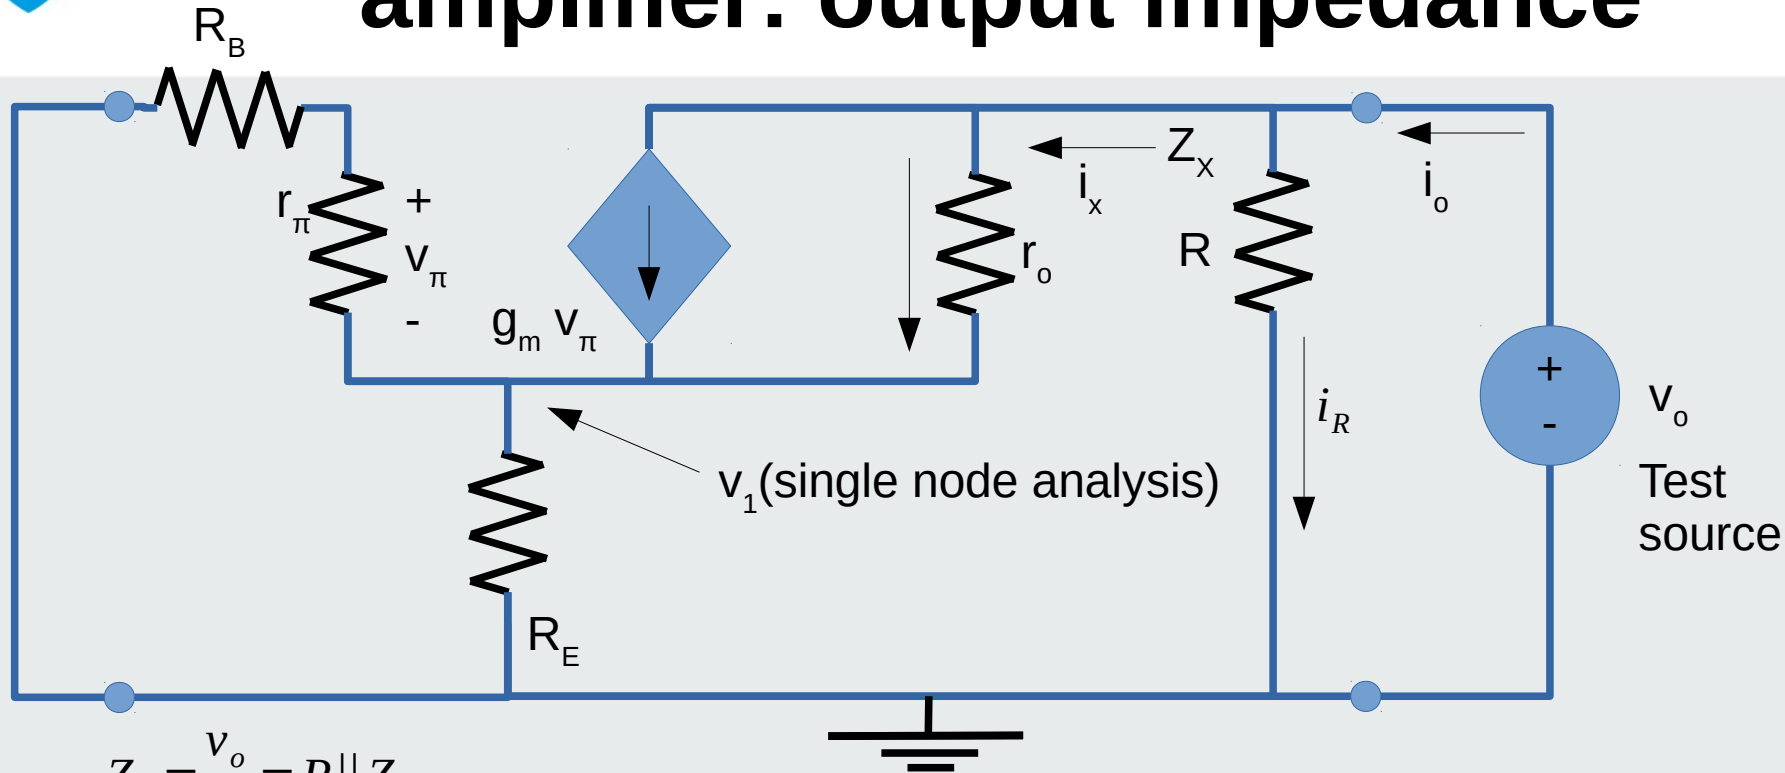 amplifier: output impedance
R_B
Z_X
i_x
i_o
r_π
+
v_π
-
g_m v_π
r_o
R
i_R
+
-
v_o
Test
source
v_1(single node analysis)
R_E
v_o
= R||Z